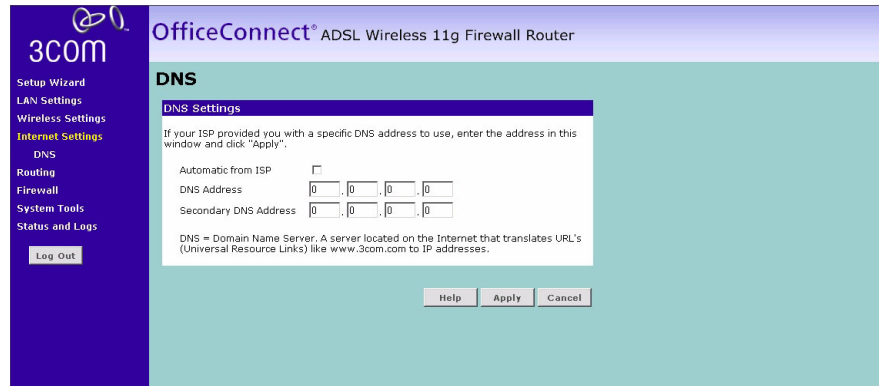 3COM
OfficeConnect® ADSL Wireless 11g Firewall Router
Setup Wizard
LAN Settings
Wireless Settings
Internet Settings
DNS
Routing
Firewall
System Tools
Status and Logs
Log Out
DNS
DNS Settings
If your ISP provided you with a specific DNS address to use, enter the address in this
window and click "Apply".
Automatic from ISP
DNS Address 0 . 0 . 0 . 0
Secondary DNS Address 0 . 0 . 0 . 0
DNS = Domain Name Server. A server located on the Internet that translates URL's
(Universal Resource Links) like www.3com.com to IP addresses.
Help Apply Cancel